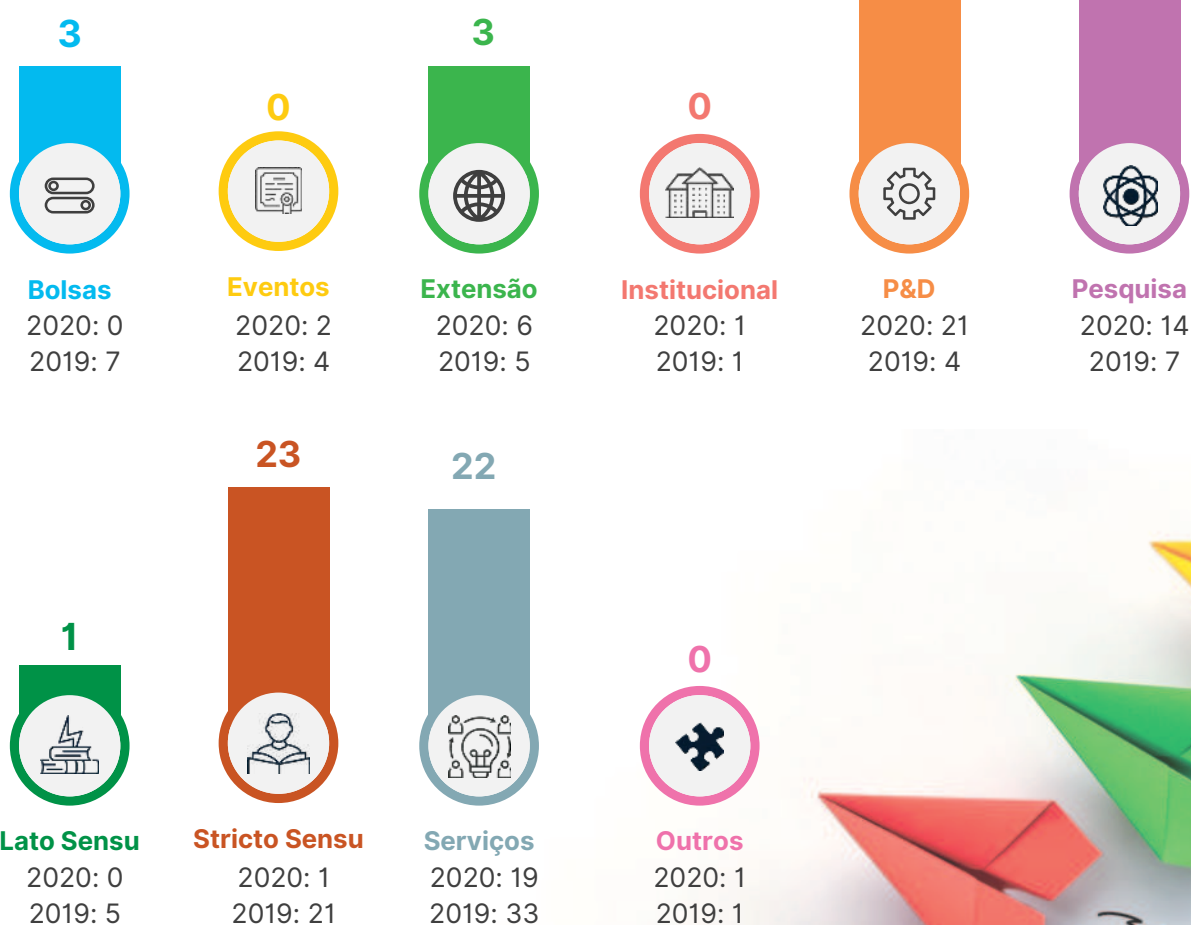 3
0
3
0
Bolsas
2020: 0
2019: 7
Eventos
2020: 2
2019: 4
Extensão
2020: 6
2019: 5
Institucional
2020: 1
2019: 1
P&D
2020: 21
2019: 4
Pesquisa
2020: 14
2019: 7
1
23
22
0
Lato Sensu
2020: 0
2019: 5
Stricto Sensu
2020: 1
2019: 21
Serviços
2020: 19
2019: 33
Outros
2020: 1
2019: 1